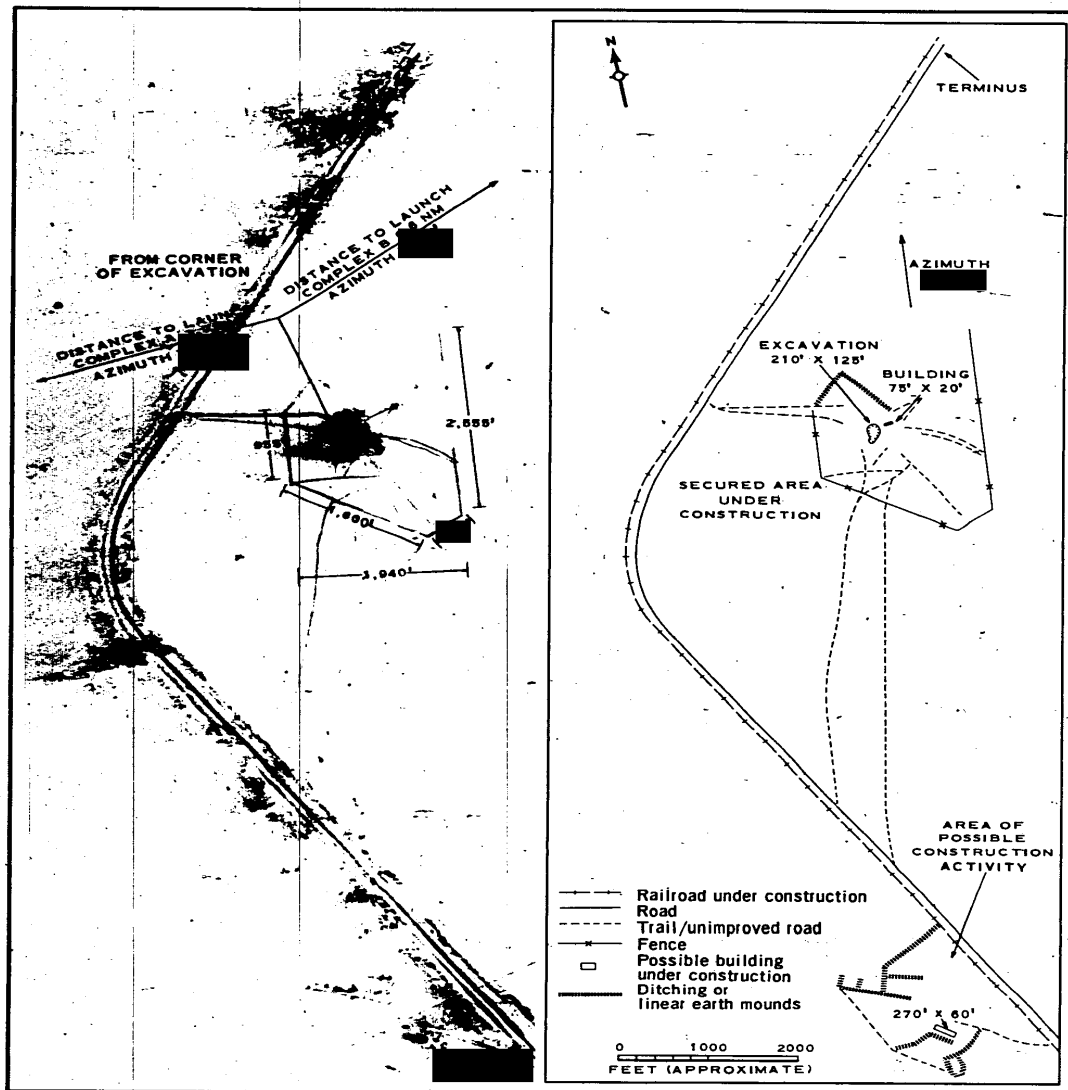 FROM CORNER
OF EXCAVATION
DISTANCE TO LAUNCH
COMPLEX B
NM
AZIMUTH
DISTANCE TO LAUNCH
COMPLEX A
AZIMUTH
2,555'
1,940'
N
TERMINUS
AZIMUTH
EXCAVATION
210' X 125'
BUILDING
75' X 20'
SECURED AREA
UNDER
CONSTRUCTION
AREA OF
POSSIBLE
CONSTRUCTION
ACTIVITY
Railroad under construction
Road
Trail/unimproved road
Fence
Possible building
under construction
Ditching or
linear earth mounds
270' X 60'
0 1000 2000
FEET (APPROXIMATE)